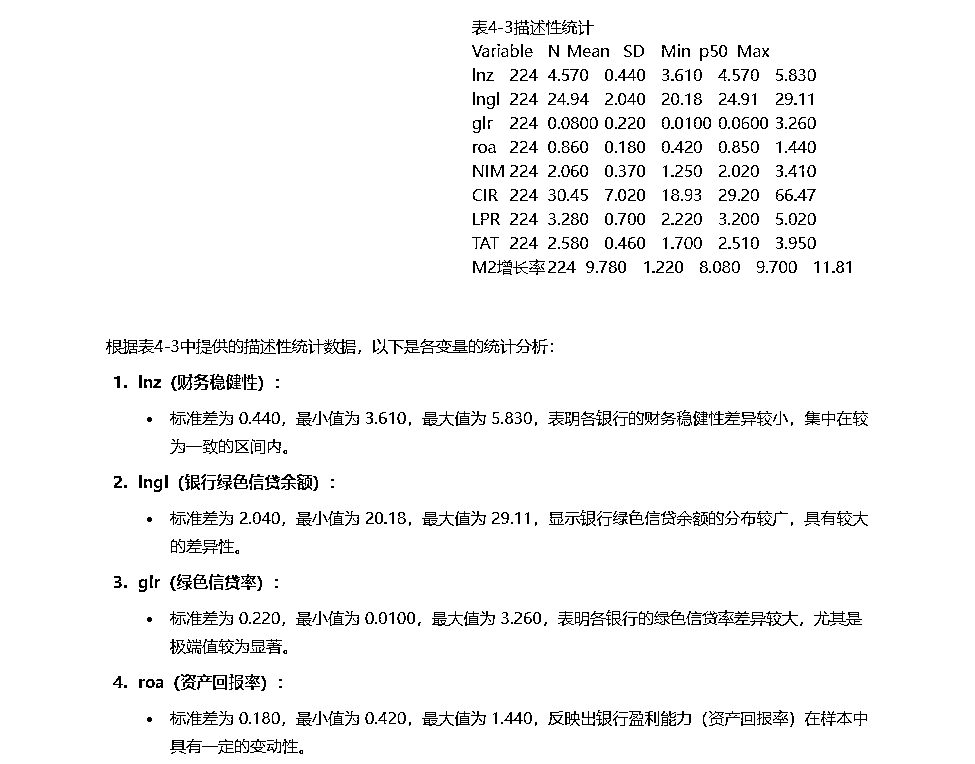 表4-3描述性统计
Variable N Mean SD Min p50 Max
lnz 224 4.570 0.440 3.610 4.570 5.830
lngl 224 24.94 2.040 20.18 24.91 29.11
glr 224 0.0800 0.220 0.0100 0.0600 3.260
roa 224 0.860 0.180 0.420 0.850 1.440
NIM 224 2.060 0.370 1.250 2.020 3.410
CIR 224 30.45 7.020 18.93 29.20 66.47
LPR 224 3.280 0.700 2.220 3.200 5.020
TAT 224 2.580 0.460 1.700 2.510 3.950
M2增长率224 9.780 1.220 8.080 9.700 11.81
根据表4-3中提供的描述性统计数据，以下是各变量的统计分析：
1. lnz（财务稳健性）：
• 标准差为 0.440，最小值为 3.610，最大值为 5.830，表明各银行的财务稳健性差异较小，集中在较
为一致的区间内。
2. lngl（银行绿色信贷余额）：
• 标准差为 2.040，最小值为 20.18，最大值为 29.11，显示银行绿色信贷余额的分布较广，具有较大
的差异性。
3. glr（绿色信贷率）：
• 标准差为 0.220，最小值为 0.0100，最大值为 3.260，表明各银行的绿色信贷率差异较大，尤其是
极端值较为显著。
4. roa（资产回报率）：
• 标准差为 0.180，最小值为 0.420，最大值为 1.440，反映出银行盈利能力（资产回报率）在样本中
具有一定的变动性。